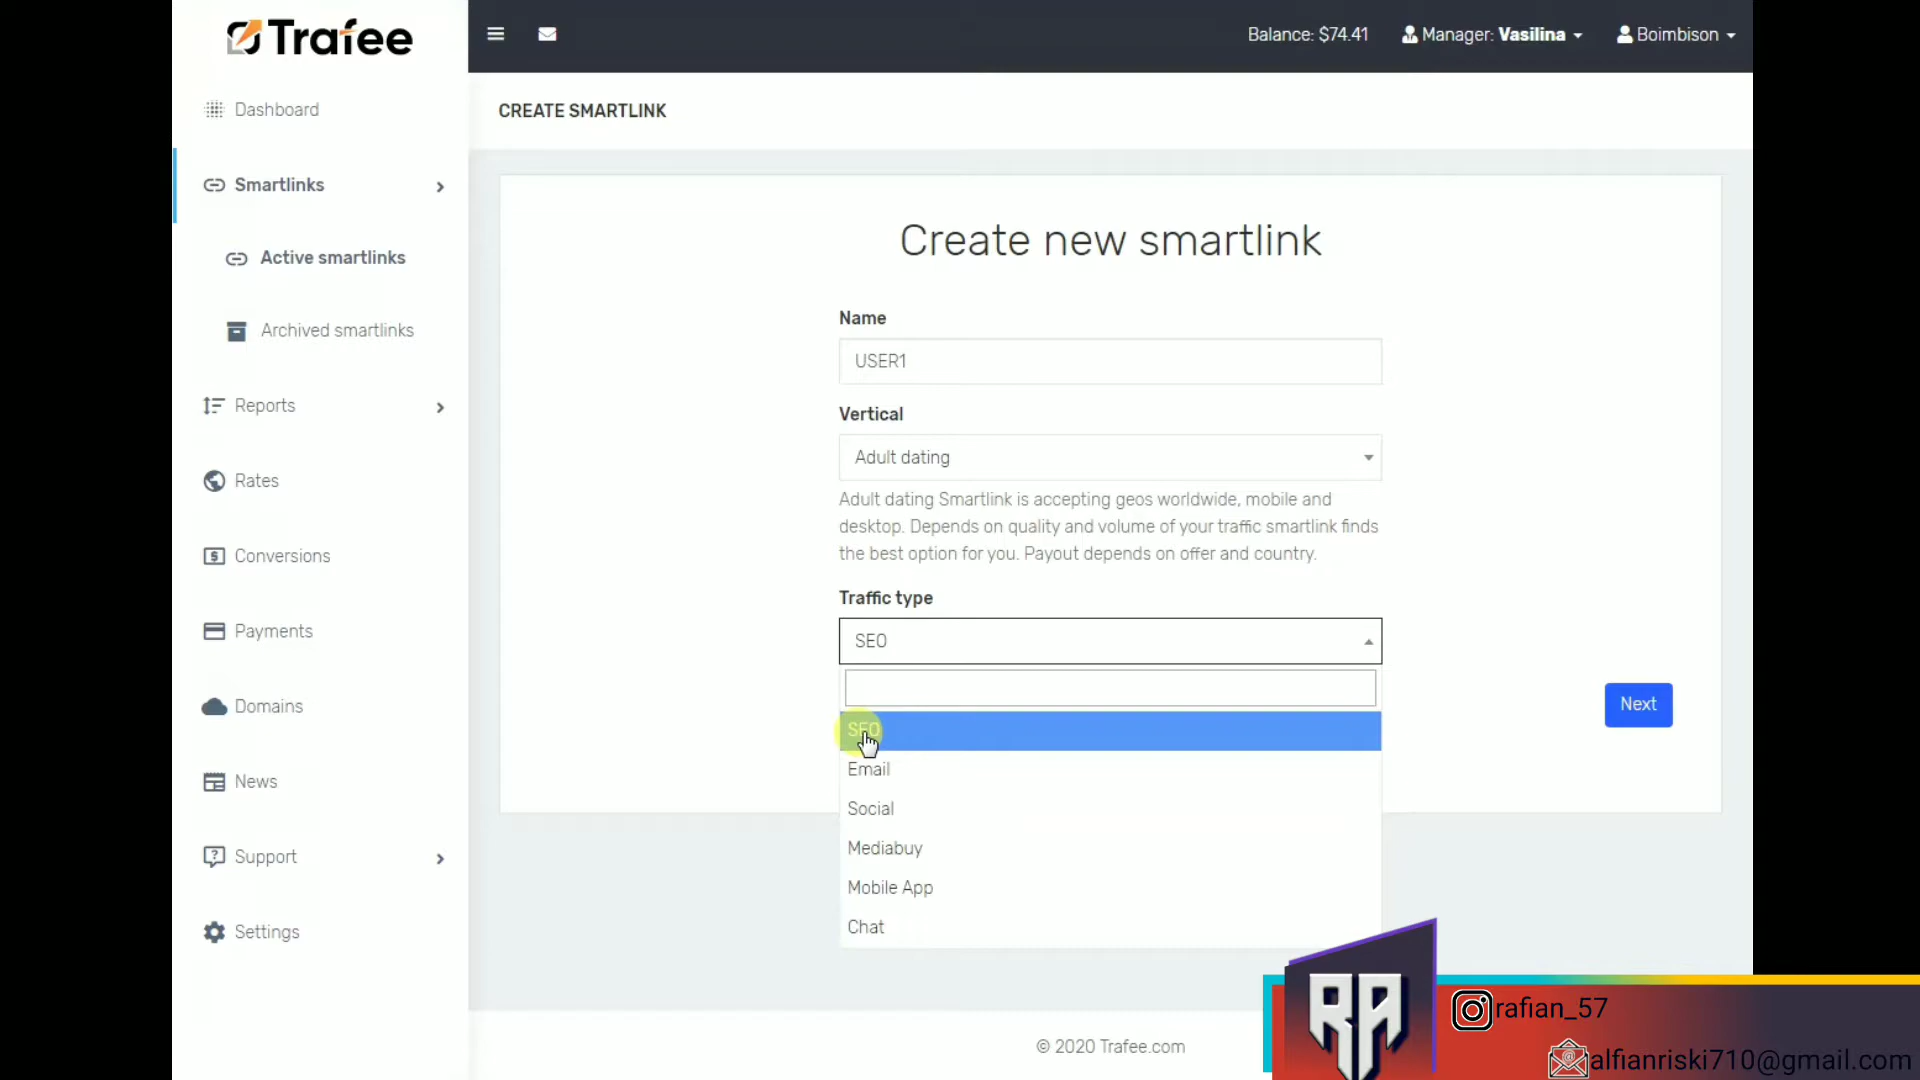 Trafee
Balance: $74.41
Manager: Vasilina
Boimbison
Dashboard
Smartlinks
Active smartlinks
Archived smartlinks
Reports
Rates
Conversions
Payments
Domains
News
Support
Settings
CREATE SMARTLINK
Create new smartlink
Name
USER1
Vertical
Adult dating
Adult dating Smartlink is accepting geos worldwide, mobile and
desktop. Depends on quality and volume of your traffic smartlink finds
the best option for you. Payout depends on offer and country.
Traffic type
SEO
SEO
Email
Social
Mediabuy
Mobile App
Chat
Next
© 2020 Trafee.com
RA
rafian_57
alfianriski710@gmail.com